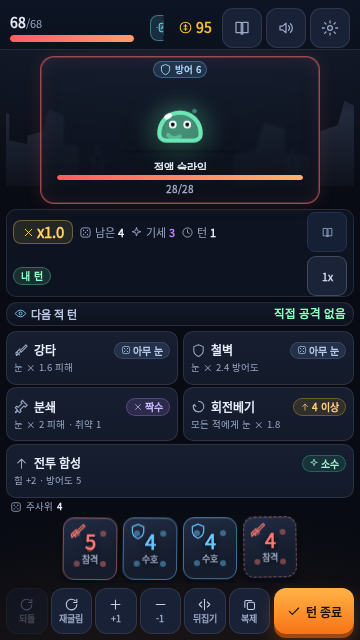 68/68
95
방어 6
점액 슬라임
28/28
x1.0 남은 4 기세 3 턴 1
내 턴
1x
다음 적 턴 직접 공격 없음
강타 아무 눈
눈 × 1.6 피해
철벽 아무 눈
눈 × 2.4 방어도
분쇄 짝수
눈 × 2 피해 · 취약 1
회전베기 4 이상
모든 적에게 눈 × 1.8
전투 함성 소수
힘 +2 · 방어도 5
주사위 4
5 4 4 4
참격 수호 수호 참격
되돌 재굴림 +1 -1 뒤집기 복제 턴 종료